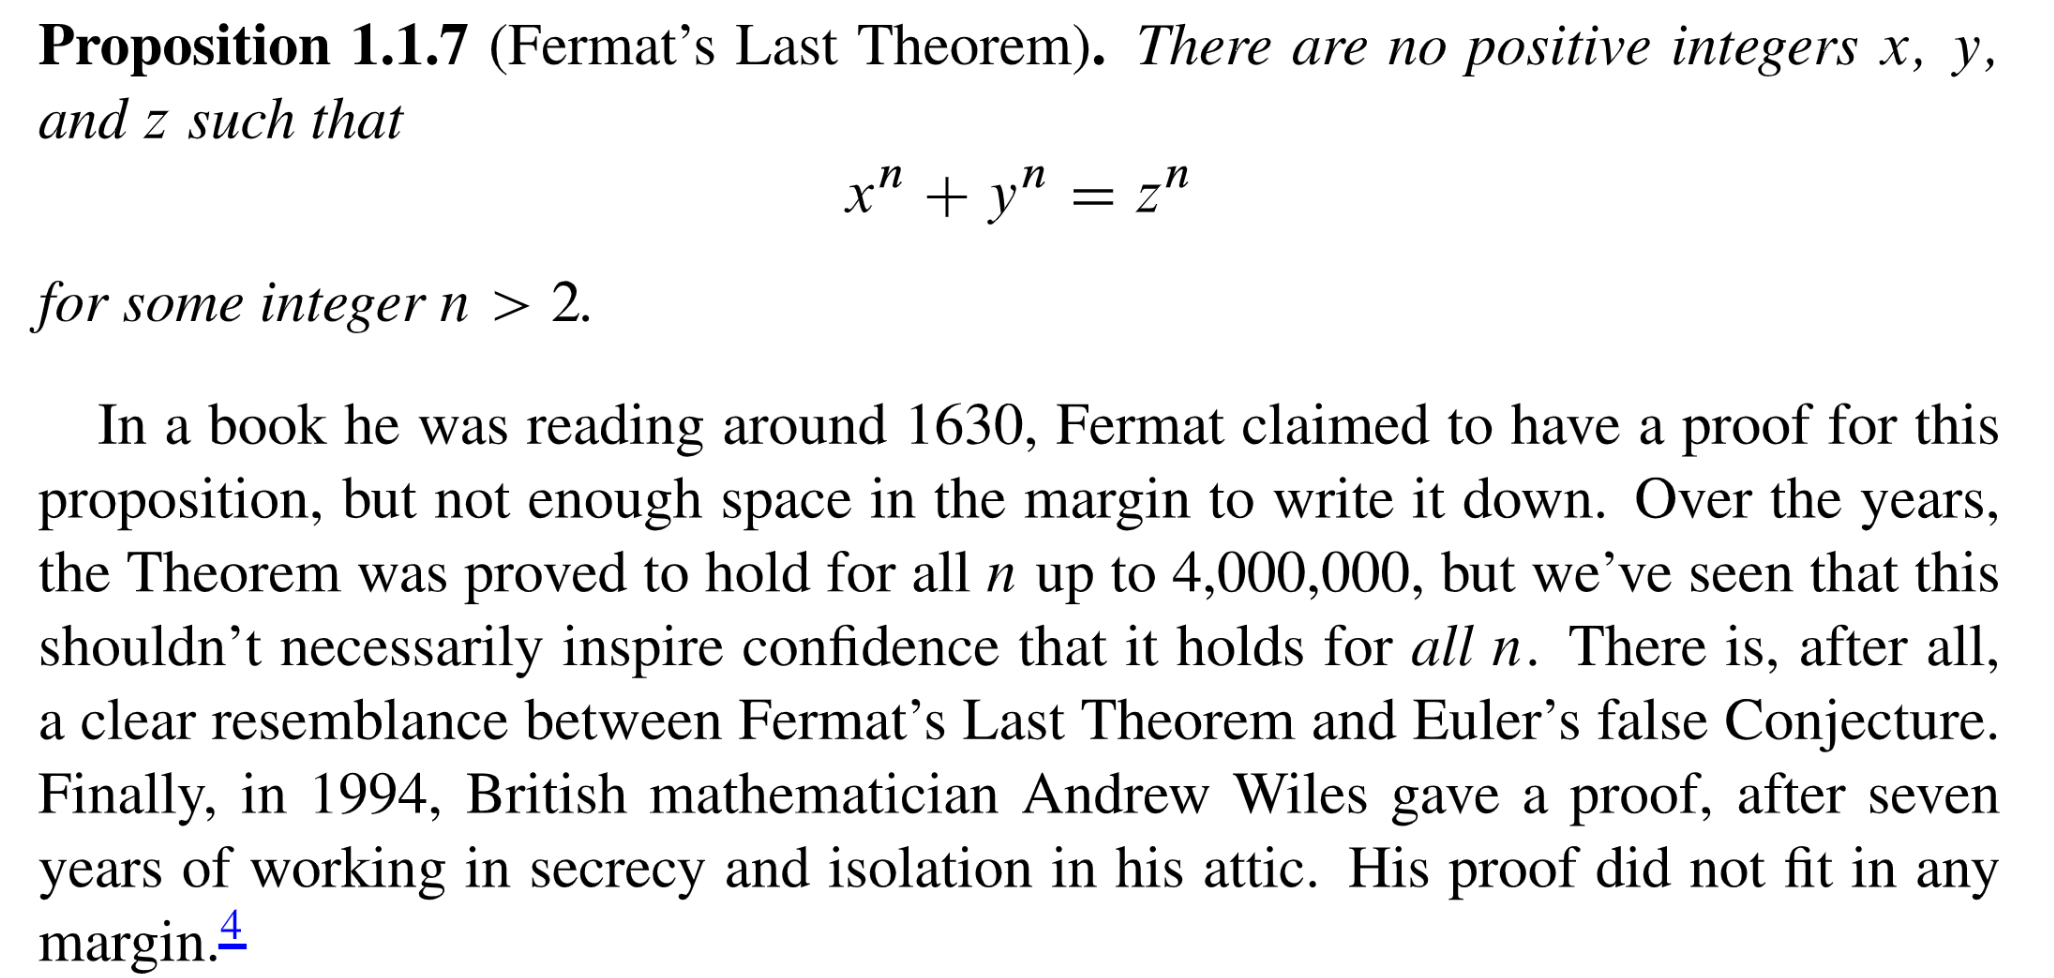 Proposition 1.1.7 (Fermat’s Last Theorem). There are no positive integers x, y,
and z such that
xⁿ + yⁿ = zⁿ
for some integer n > 2.
In a book he was reading around 1630, Fermat claimed to have a proof for this
proposition, but not enough space in the margin to write it down. Over the years,
the Theorem was proved to hold for all n up to 4,000,000, but we’ve seen that this
shouldn’t necessarily inspire confidence that it holds for all n. There is, after all,
a clear resemblance between Fermat’s Last Theorem and Euler’s false Conjecture.
Finally, in 1994, British mathematician Andrew Wiles gave a proof, after seven
years of working in secrecy and isolation in his attic. His proof did not fit in any
margin.⁴